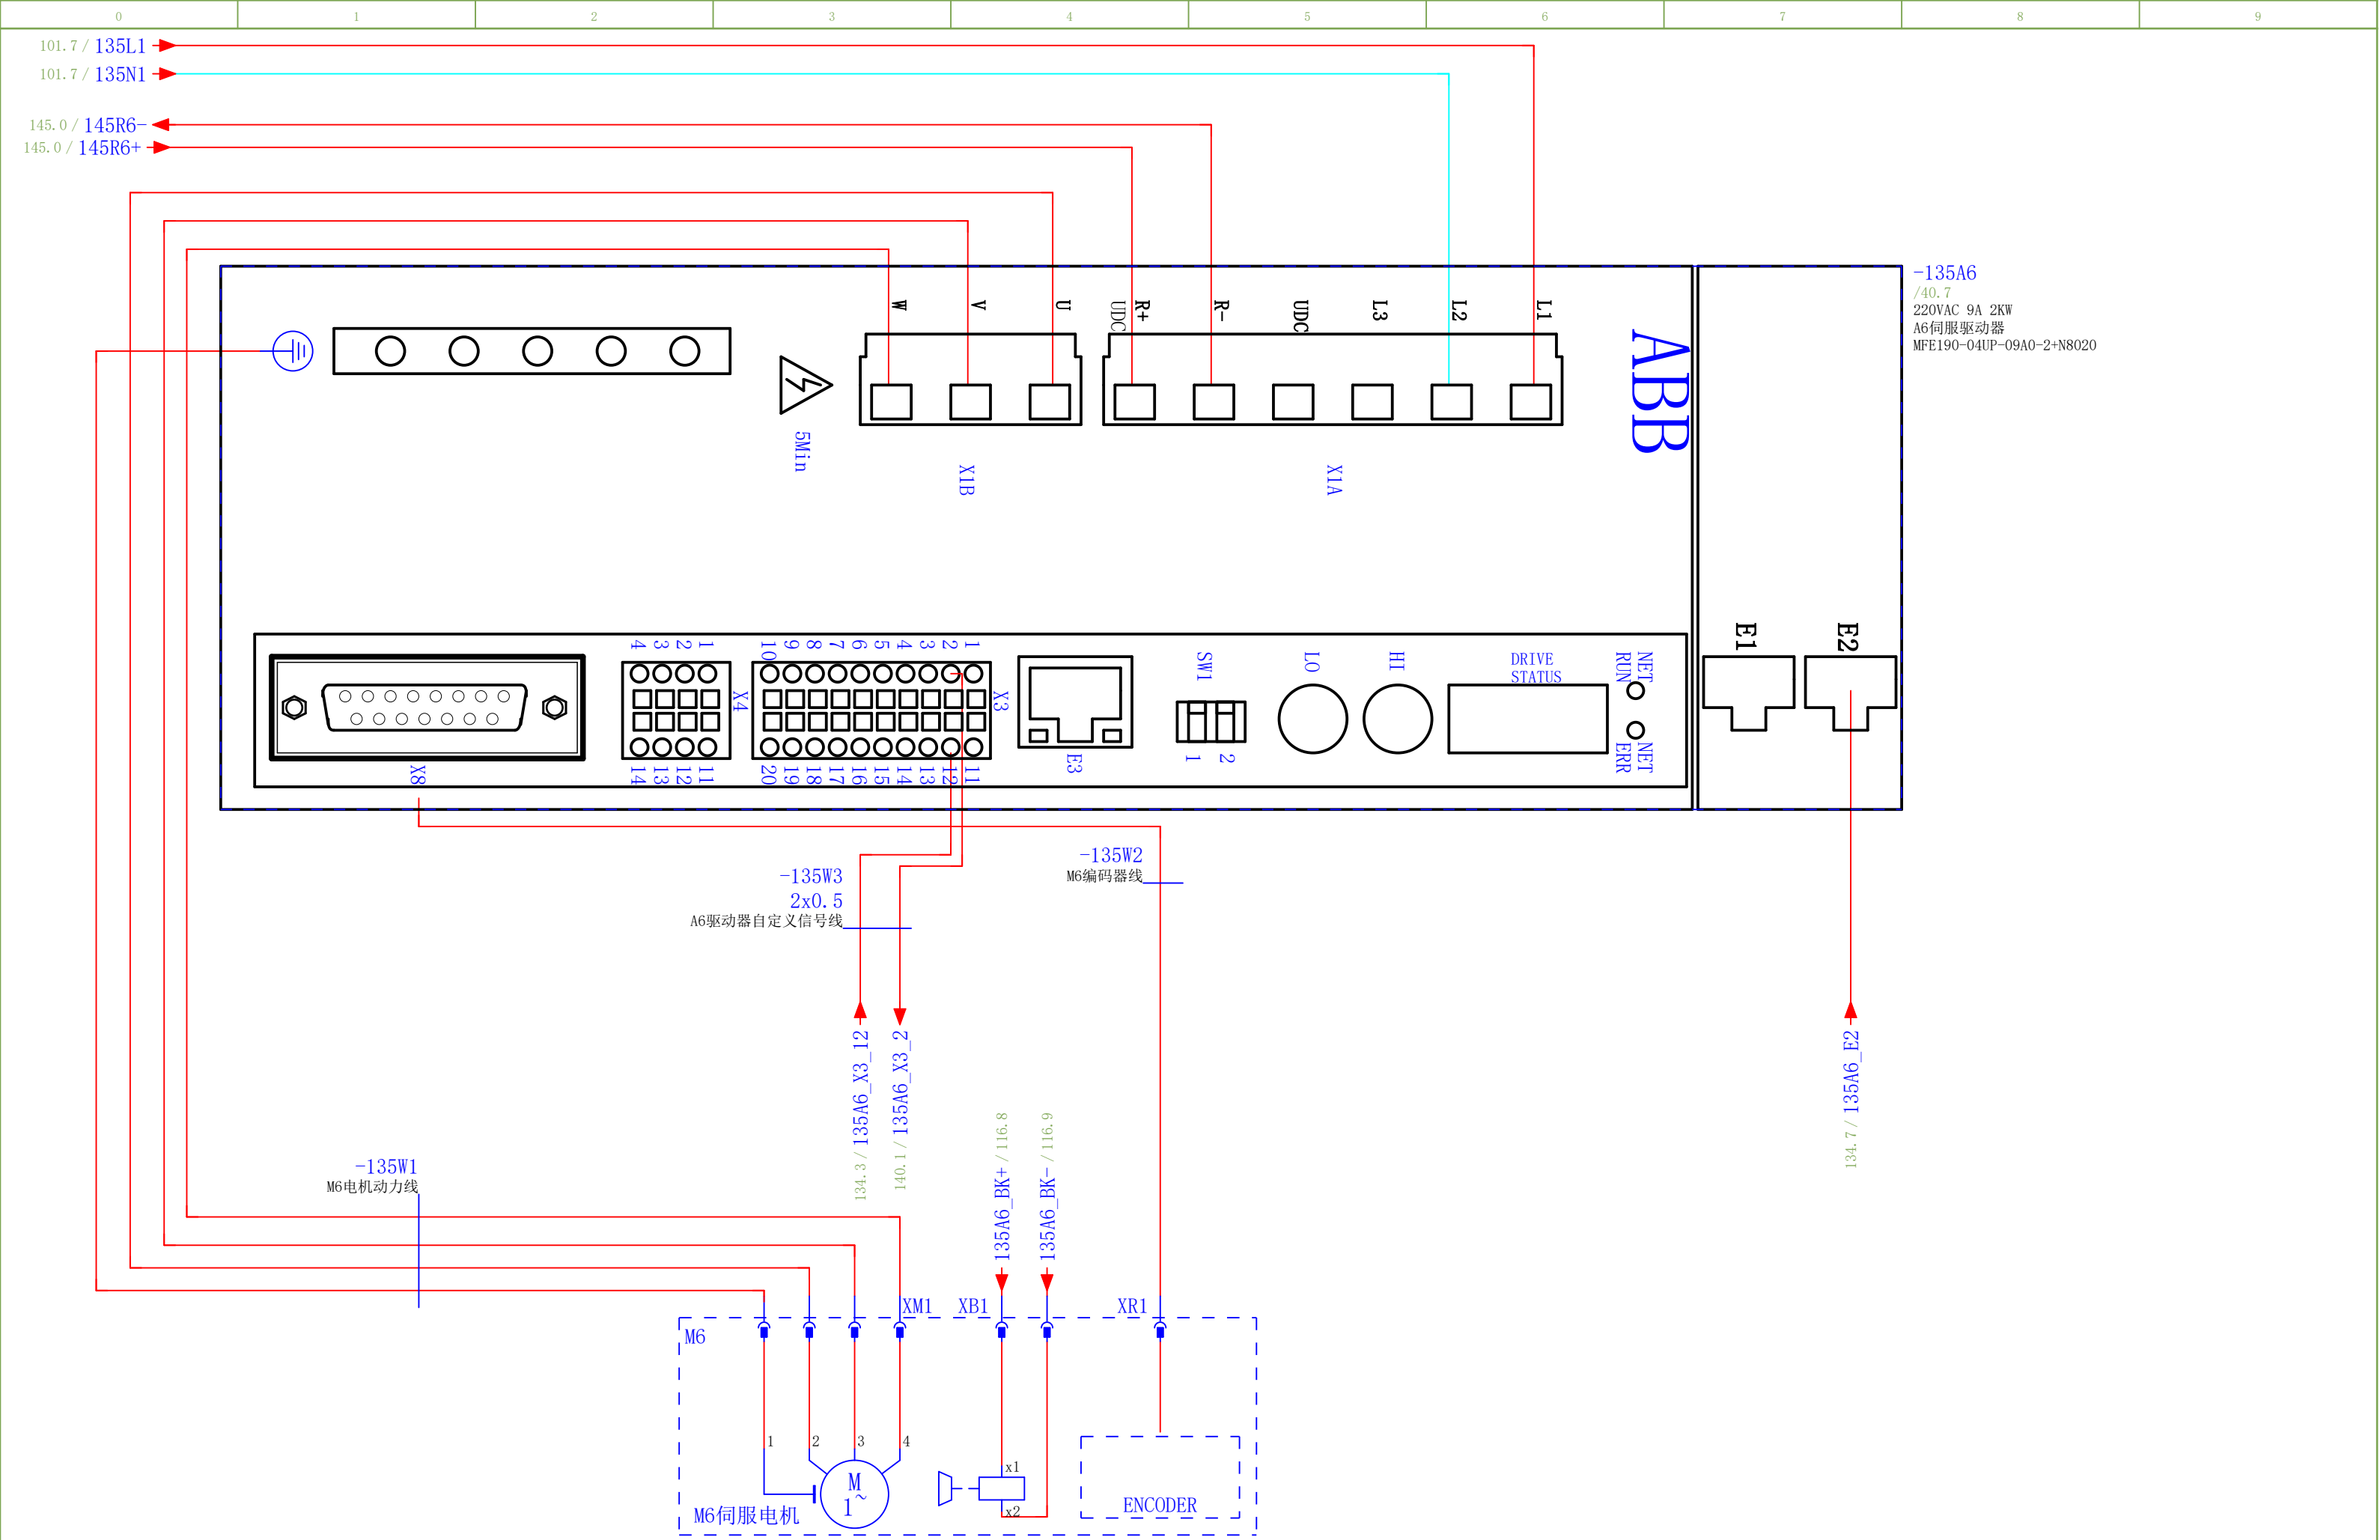 0 1 2 3 4 5 6 7 8 9
101.7 / 135L1
101.7 / 135N1
145.0 / 145R6-
145.0 / 145R6+
-135A6
/40.7
220VAC 9A 2KW
A6伺服驱动器
MFE190-04UP-09A0-2+N8020
W V U UDC R+ R- UDC L3 L2 L1
ABB
5Min
X1B
X1A
E1
E2
4 3 2 1
10 9 8 7 6 5 4 3 2 1
X4
X3
SW1
LO
HI
DRIVE
STATUS
NET
RUN
NET
ERR
X8
14 13 12 11
20 19 18 17 16 15 14 13 12 11
E3
1 2
-135W3
2x0.5
A6驱动器自定义信号线
-135W2
M6编码器线
134.3 / 135A6_X3_12
140.1 / 135A6_X3_2
135A6_BK+ / 116.8
135A6_BK- / 116.9
134.7 / 135A6_E2
-135W1
M6电机动力线
XM1
XB1
XR1
M6
1 2 3 4
M
1~
M6伺服电机
x1
x2
ENCODER